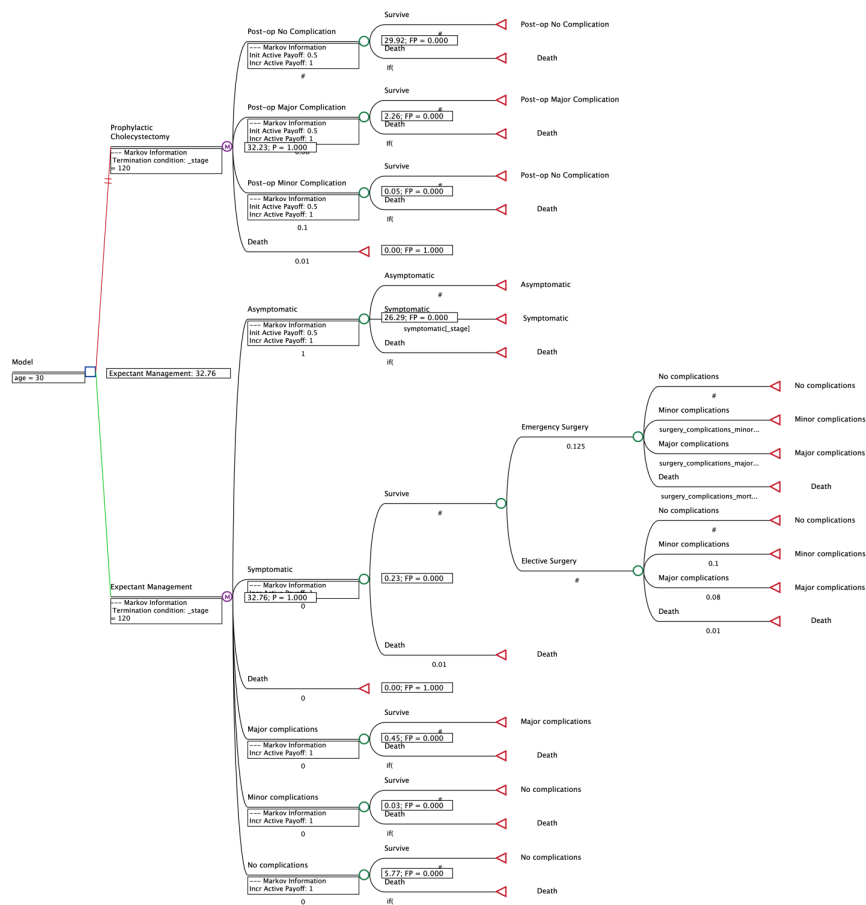 Model
age = 30
Expectant Management: 32.76
Prophylactic
Cholecystectomy
--- Markov Information
Termination condition: _stage
= 120
32.23; P = 1.000
Post-op No Complication
--- Markov Information
Init Active Payoff: 0.5
Incr Active Payoff: 1
#
29.92; FP = 0.000
Survive
#
Post-op No Complication
Death
If(
Death
Post-op Major Complication
--- Markov Information
Init Active Payoff: 0.5
Incr Active Payoff: 1
2.26; FP = 0.000
Survive
#
Post-op Major Complication
Death
If(
Death
Post-op Minor Complication
--- Markov Information
Init Active Payoff: 0.5
Incr Active Payoff: 1
0.1
0.05; FP = 0.000
Survive
#
Post-op No Complication
Death
If(
Death
Death
0.01
0.00; FP = 1.000
Expectant Management
--- Markov Information
Termination condition: _stage
= 120
32.76; P = 1.000
Asymptomatic
--- Markov Information
Init Active Payoff: 0.5
Incr Active Payoff: 1
1
26.29; FP = 0.000
Asymptomatic
#
Asymptomatic
Symptomatic
symptomatic[_stage]
Symptomatic
Death
if(
Death
Symptomatic
--- Markov Information
Incr Active Payoff: 1
0
0.23; FP = 0.000
Survive
#
Emergency Surgery
0.125
No complications
#
No complications
Minor complications
surgery_complications_minor...
Minor complications
Major complications
surgery_complications_major...
Major complications
Death
surgery_complications_mort...
Death
Elective Surgery
#
No complications
#
No complications
Minor complications
0.1
Minor complications
Major complications
0.08
Major complications
Death
0.01
Death
Death
0.01
Death
Death
0
0.00; FP = 1.000
Major complications
--- Markov Information
Incr Active Payoff: 1
0
0.45; FP = 0.000
Survive
#
Major complications
Death
if(
Death
Minor complications
--- Markov Information
Incr Active Payoff: 1
0
0.03; FP = 0.000
Survive
#
No complications
Death
if(
Death
No complications
--- Markov Information
Incr Active Payoff: 1
0
5.77; FP = 0.000
Survive
#
No complications
Death
if(
Death